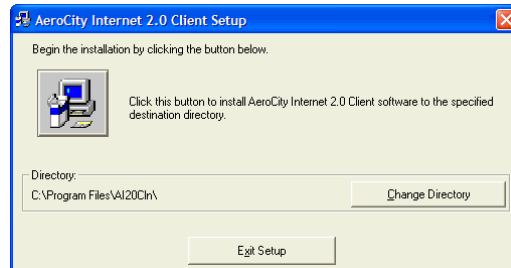 AeroCity Internet 2.0 Client Setup
Begin the installation by clicking the button below.
Click this button to install AeroCity Internet 2.0 Client software to the specified
destination directory.
Directory:
C:\Program Files\AI20Cln\
Change Directory
Exit Setup